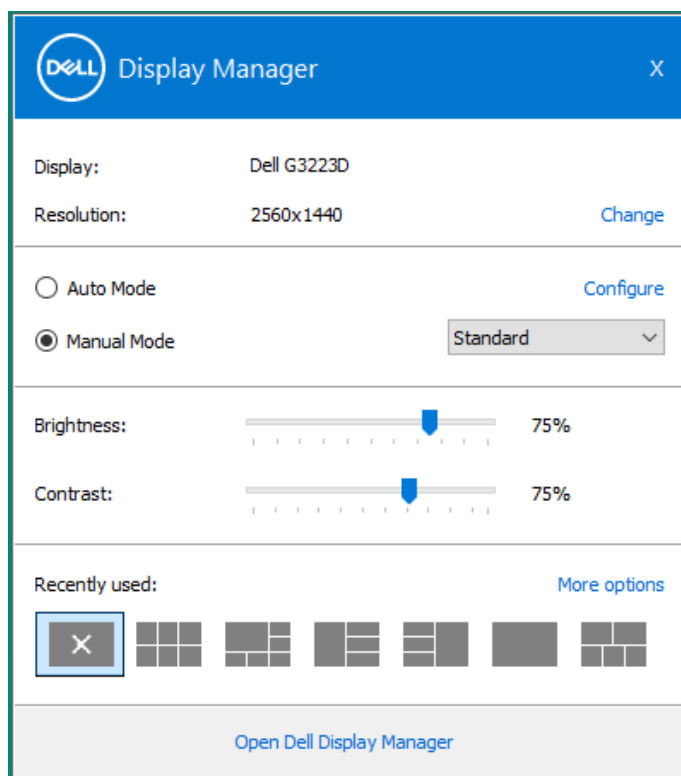 DELL Display Manager X
Display: Dell G3223D
Resolution: 2560x1440 Change
Auto Mode Configure
Manual Mode Standard
Brightness: 75%
Contrast: 75%
Recently used: More options
Open Dell Display Manager